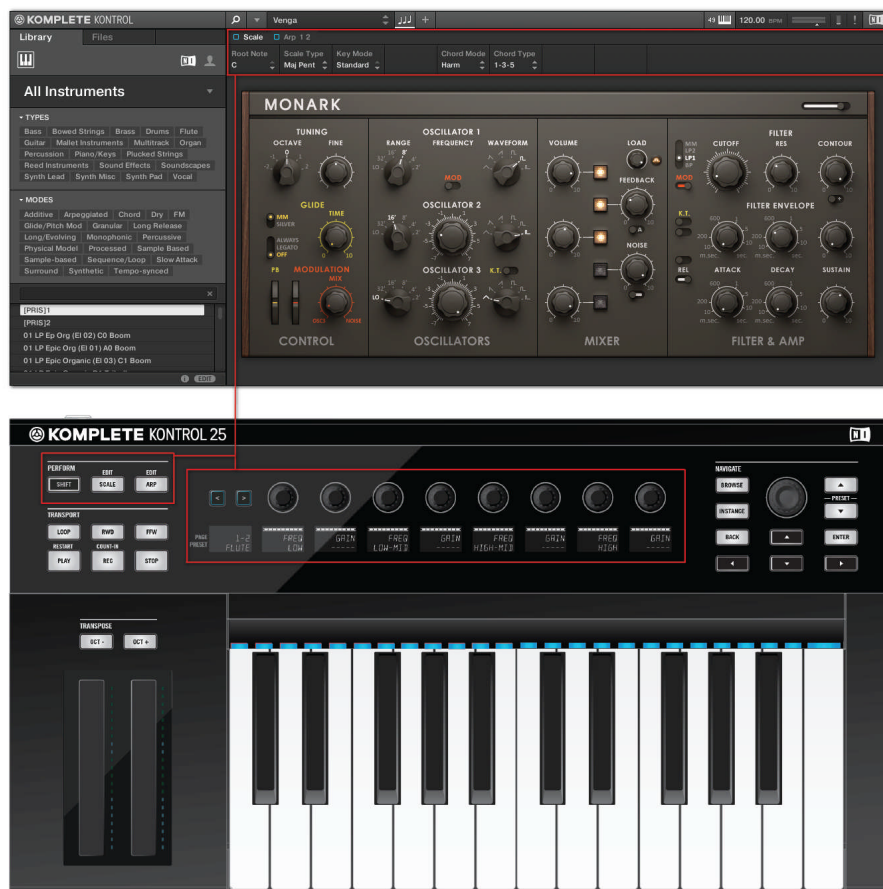 KOMPLETE KONTROL
Venga
49
120.00 BPM
Library Files
Scale Arp 1 2
Root Note Scale Type Key Mode Chord Mode Chord Type
C Maj Pent Standard Harm 1-3-5
All Instruments
TYPES
Bass Bowed Strings Brass Drums Flute
Guitar Mallet Instruments Multitrack Organ
Percussion Piano/Keys Plucked Strings
Reed Instruments Sound Effects Soundscapes
Synth Lead Synth Misc Synth Pad Vocal
MODES
Additive Arpeggiated Chord Dry FM
Glide/Pitch Mod Granular Long Release
Long/Evolving Monophonic Percussive
Physical Model Processed Sample Based
Sample-based Sequence/Loop Slow Attack
Surround Synthetic Tempo-synced
[PRIS]1
[PRIS]2
01 LP Ep Org (EI 02) C0 Boom
01 LP Epic Org (EI 01) A0 Boom
01 LP Epic Organic (EI 03) C1 Boom
EDIT
MONARK
TUNING
OCTAVE FINE
GLIDE
MM
SILVER
TIME
ALWAYS
LEGATO
OFF
PB MODULATION
MIX
OSC3 NOISE
CONTROL
OSCILLATOR 1
RANGE FREQUENCY WAVEFORM
MOD
OSCILLATOR 2
OSCILLATOR 3 K.T.
OSCILLATORS
VOLUME LOAD
FEEDBACK
A
NOISE
MIXER
FILTER
MM
LP2
LP1
BP
CUTOFF RES CONTOUR
MOD
FILTER ENVELOPE
K.T.
REL
ATTACK DECAY SUSTAIN
FILTER & AMP
KOMPLETE KONTROL 25
PERFORM EDIT EDIT
SHIFT SCALE ARP
TRANSPORT
LOOP RWD FFW
RESTART COUNT-IN
PLAY REC STOP
< >
PAGE 1-2 FREQ GAIN FREQ GAIN FREQ GAIN FREQ GAIN
PRESET FLUTE LOW ----- LOW-MID ----- HIGH-MID ----- HIGH -----
NAVIGATE
BROWSE
PRESET
INSTANCE
BACK ENTER
TRANSPOSE
OCT - OCT +